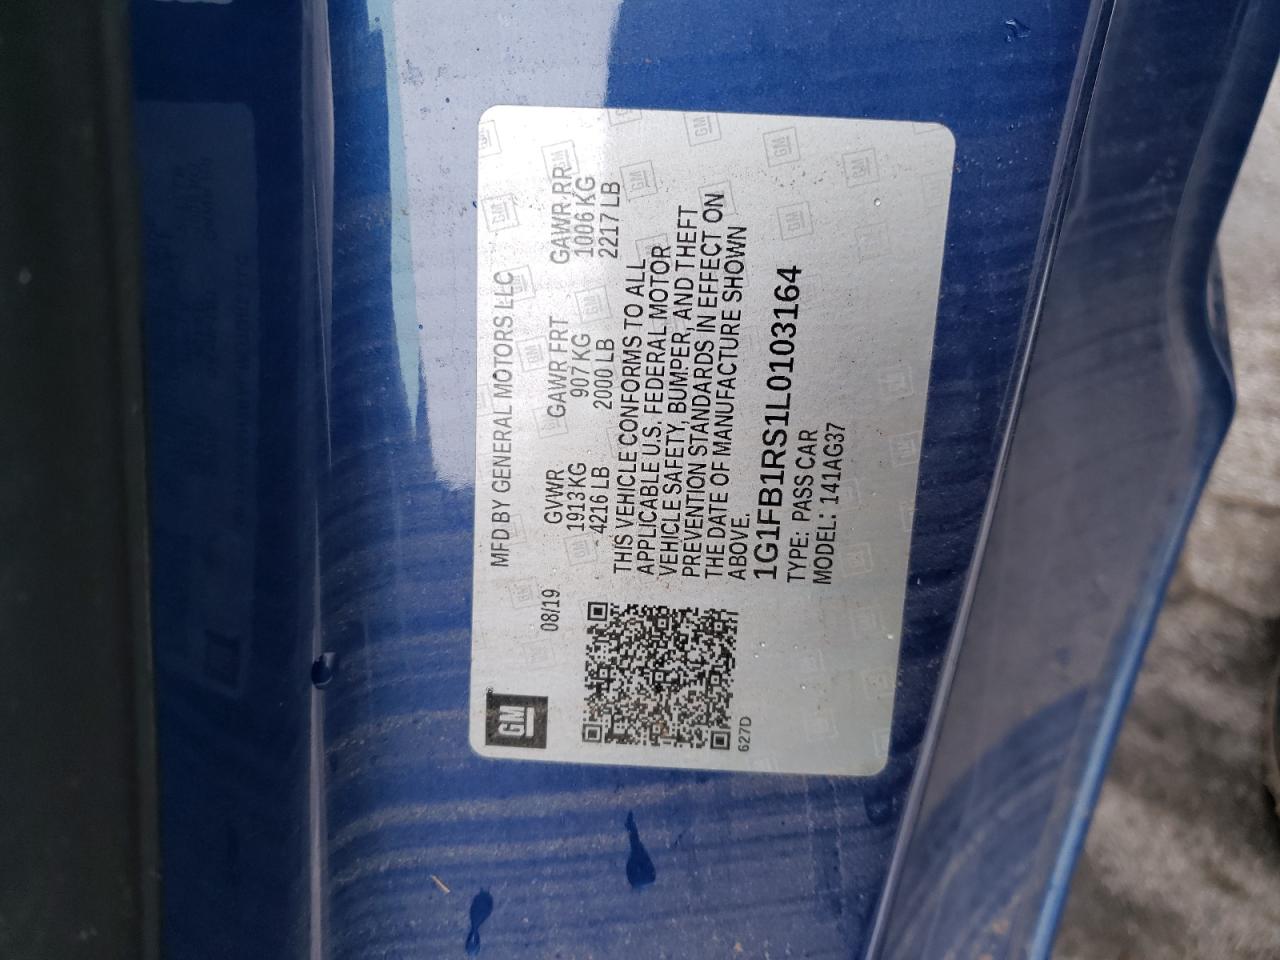 GM
MFD BY GENERAL MOTORS LLC
08/19
GVWR GAWR FRT GAWR RR
1913 KG 907 KG 1006 KG
4216 LB 2000 LB 2217 LB
THIS VEHICLE CONFORMS TO ALL
APPLICABLE U.S. FEDERAL MOTOR
VEHICLE SAFETY, BUMPER, AND THEFT
PREVENTION STANDARDS IN EFFECT ON
THE DATE OF MANUFACTURE SHOWN
ABOVE.
1G1FB1RS1L0103164
TYPE: PASS CAR
MODEL: 141AG37
627D